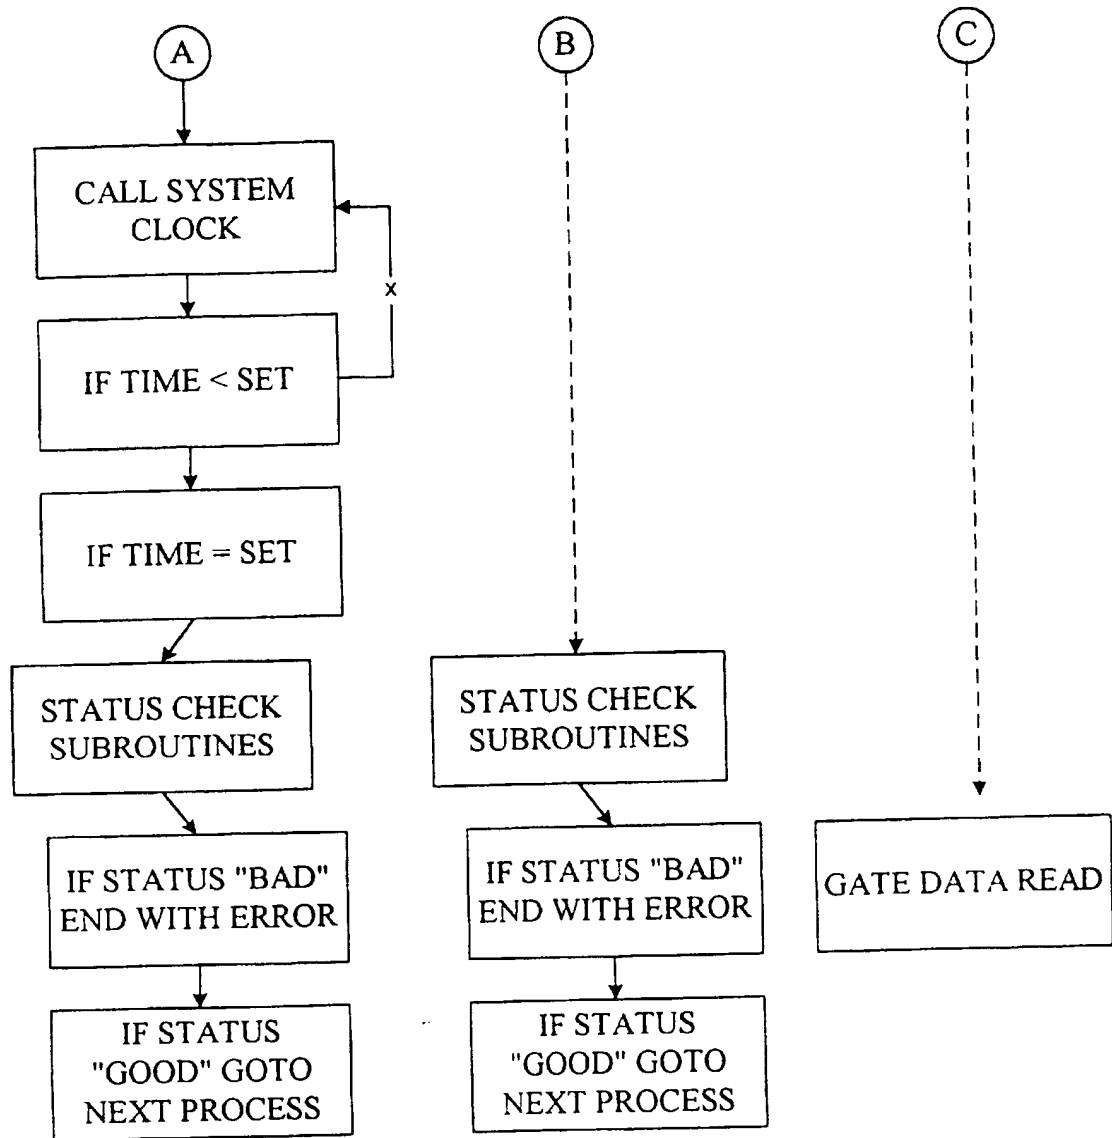 A
B
C
CALL SYSTEM
CLOCK
x
IF TIME < SET
IF TIME = SET
STATUS CHECK
SUBROUTINES
IF STATUS "BAD"
END WITH ERROR
IF STATUS
"GOOD" GOTO
NEXT PROCESS
STATUS CHECK
SUBROUTINES
IF STATUS "BAD"
END WITH ERROR
IF STATUS
"GOOD" GOTO
NEXT PROCESS
GATE DATA READ